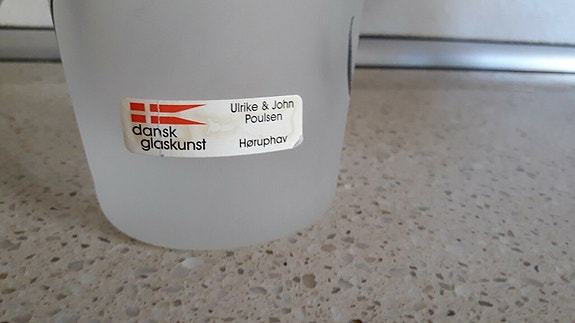 dansk
glaskunst
Ulrike & John
Poulsen
Høruphav